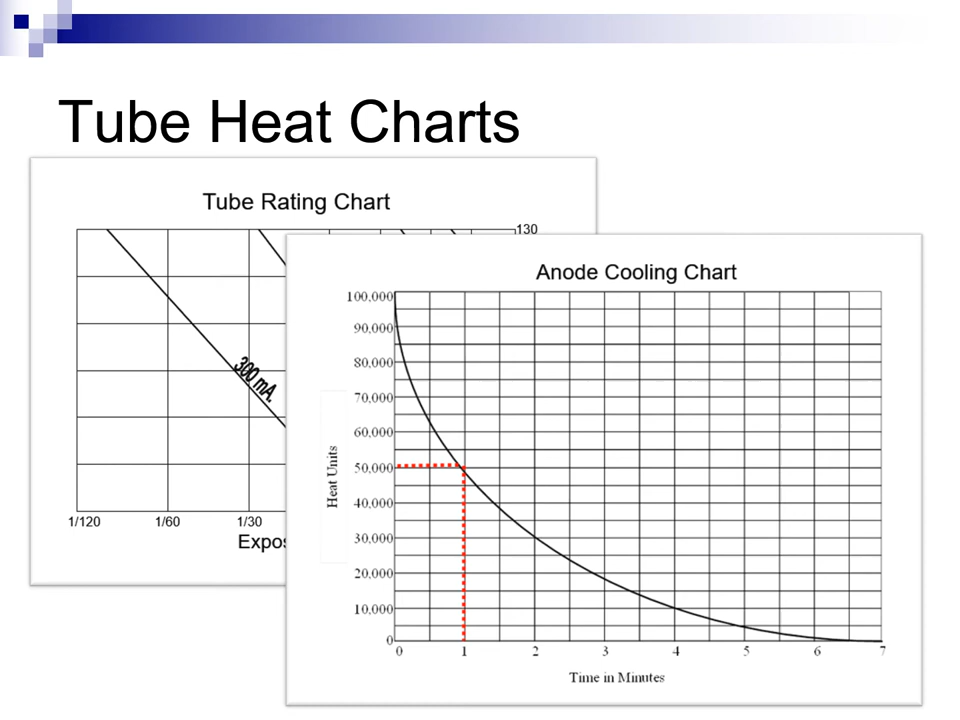 Tube Heat Charts
Tube Rating Chart
130
300 mA.
1/120 1/60 1/30
Expos
Anode Cooling Chart
100.000
90.000
80.000
70.000
60.000
50.000
40.000
30.000
20.000
10.000
0
Heat Units
0 1 2 3 4 5 6 7
Time in Minutes